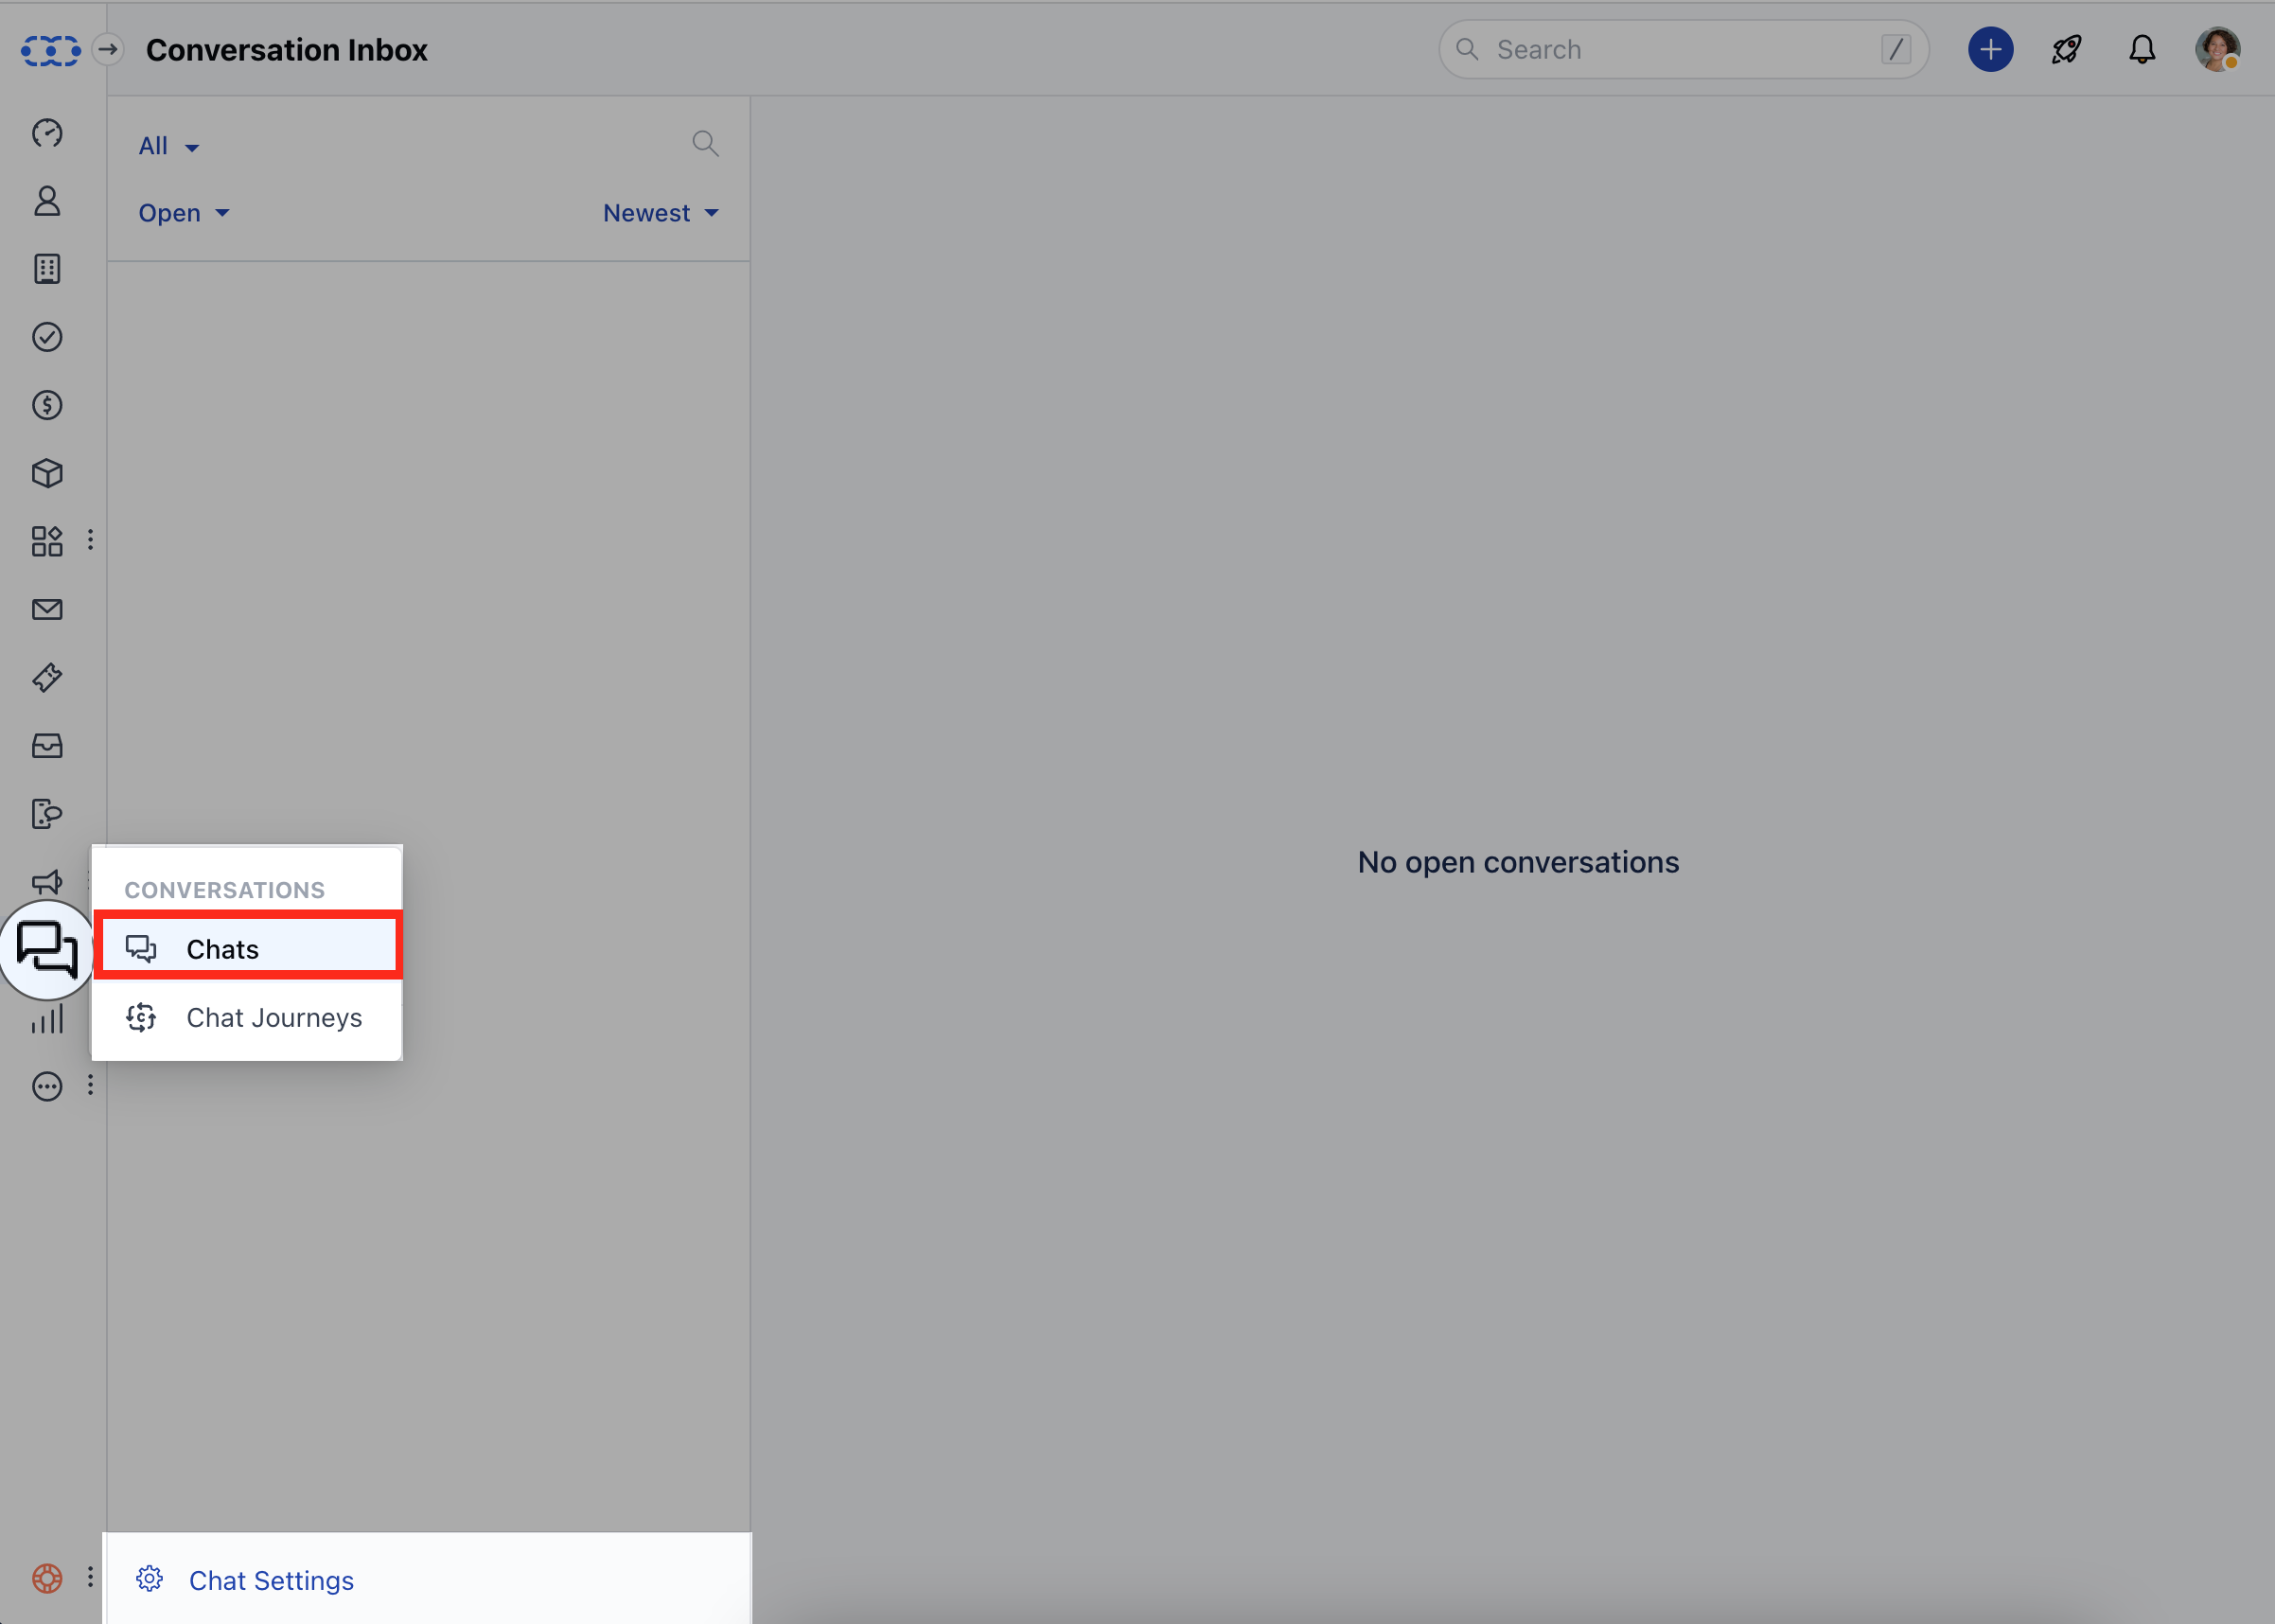 Conversation Inbox
Search /
All
Open Newest
No open conversations
CONVERSATIONS
Chats
Chat Journeys
Chat Settings